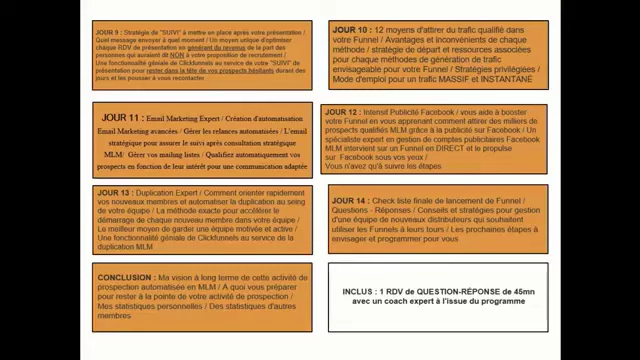 JOUR 9 : Stratégie de "SUIVI" à mettre en place après votre présentation /
Quel message envoyer à quel moment / Un moyen unique d'optimiser
chaque RDV de présentation en générant du revenu de la part des
personnes qui auraient dit NON à votre proposition de recrutement /
Une fonctionnalité géniale de Clickfunnels au service de votre "SUIVI" de
présentation pour rester dans la tête de vos prospects hésitants durant des
jours et les pousser à vous recontacter
JOUR 10 : 12 moyens d'attirer du trafic qualifié dans
votre Funnel / Avantages et Inconvénients de chaque
méthode / stratégie de départ et ressources associées
pour chaques méthodes de génération de trafic
envisageable pour votre Funnel / Stratégies privilégiées /
Mode d'emploi pour un trafic MASSIF et INSTANTANÉ
JOUR 11 : Email Marketing Expert / Création d'automatisation
Email Marketing avancées / Gérer les relances automatisées / L'email
stratégique pour assurer le suivi après consultation stratégique
MLM/ Gérer vos mailing listes / Qualifiez automatiquement vos
prospects en fonction de leur intérêt pour une communication adaptée
JOUR 12 : Intensif Publicité Facebook / vous aide à booster
votre Funnel en vous apprenant comment attirer des milliers de
prospects qualifiés MLM grâce à la publicité sur Facebook / Un
spécialiste expert en gestion de comptes publicitaires Facebook
MLM intervient sur un Funnel en DIRECT et le propulse
sur Facebook sous vos yeux /
Vous n'avez qu'à suivre les étapes
JOUR 13 : Duplication Expert / Comment orienter rapidement
vos nouveaux membres et automatiser la duplication au seing
de votre équipe / La méthode exacte pour accélérer le
démarrage de chaque nouveau membre dans votre équipe /
Le meilleur moyen de garder une équipe motivée et active /
Une fonctionnalité géniale de Clickfunnels au service de la
duplication MLM
JOUR 14 : Check liste finale de lancement de Funnel /
Questions - Réponses / Conseils et stratégies pour gestion
d'une équipe de nouveaux distributeurs qui souhaitent
utiliser les Funnels à leurs tours / Les prochaines étapes à
envisager et programmer pour vous
CONCLUSION : Ma vision à long terme de cette activité de
prospection automatisée en MLM / A quoi vous préparer
pour rester à la pointe de votre activité de prospection /
Mes statistiques personnelles / Des statistiques d'autres
membres
INCLUS : 1 RDV de QUESTION-RÉPONSE de 45mn
avec un coach expert à l'issue du programme